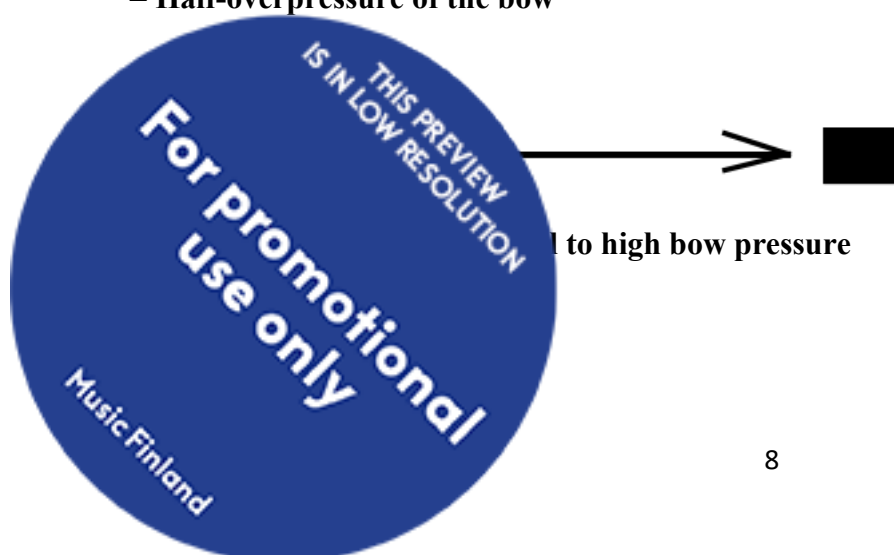 – Half-overpressure of the bow
THIS PREVIEW
IS IN LOW RESOLUTION
For promotional
use only
to high bow pressure
Music Finland
8